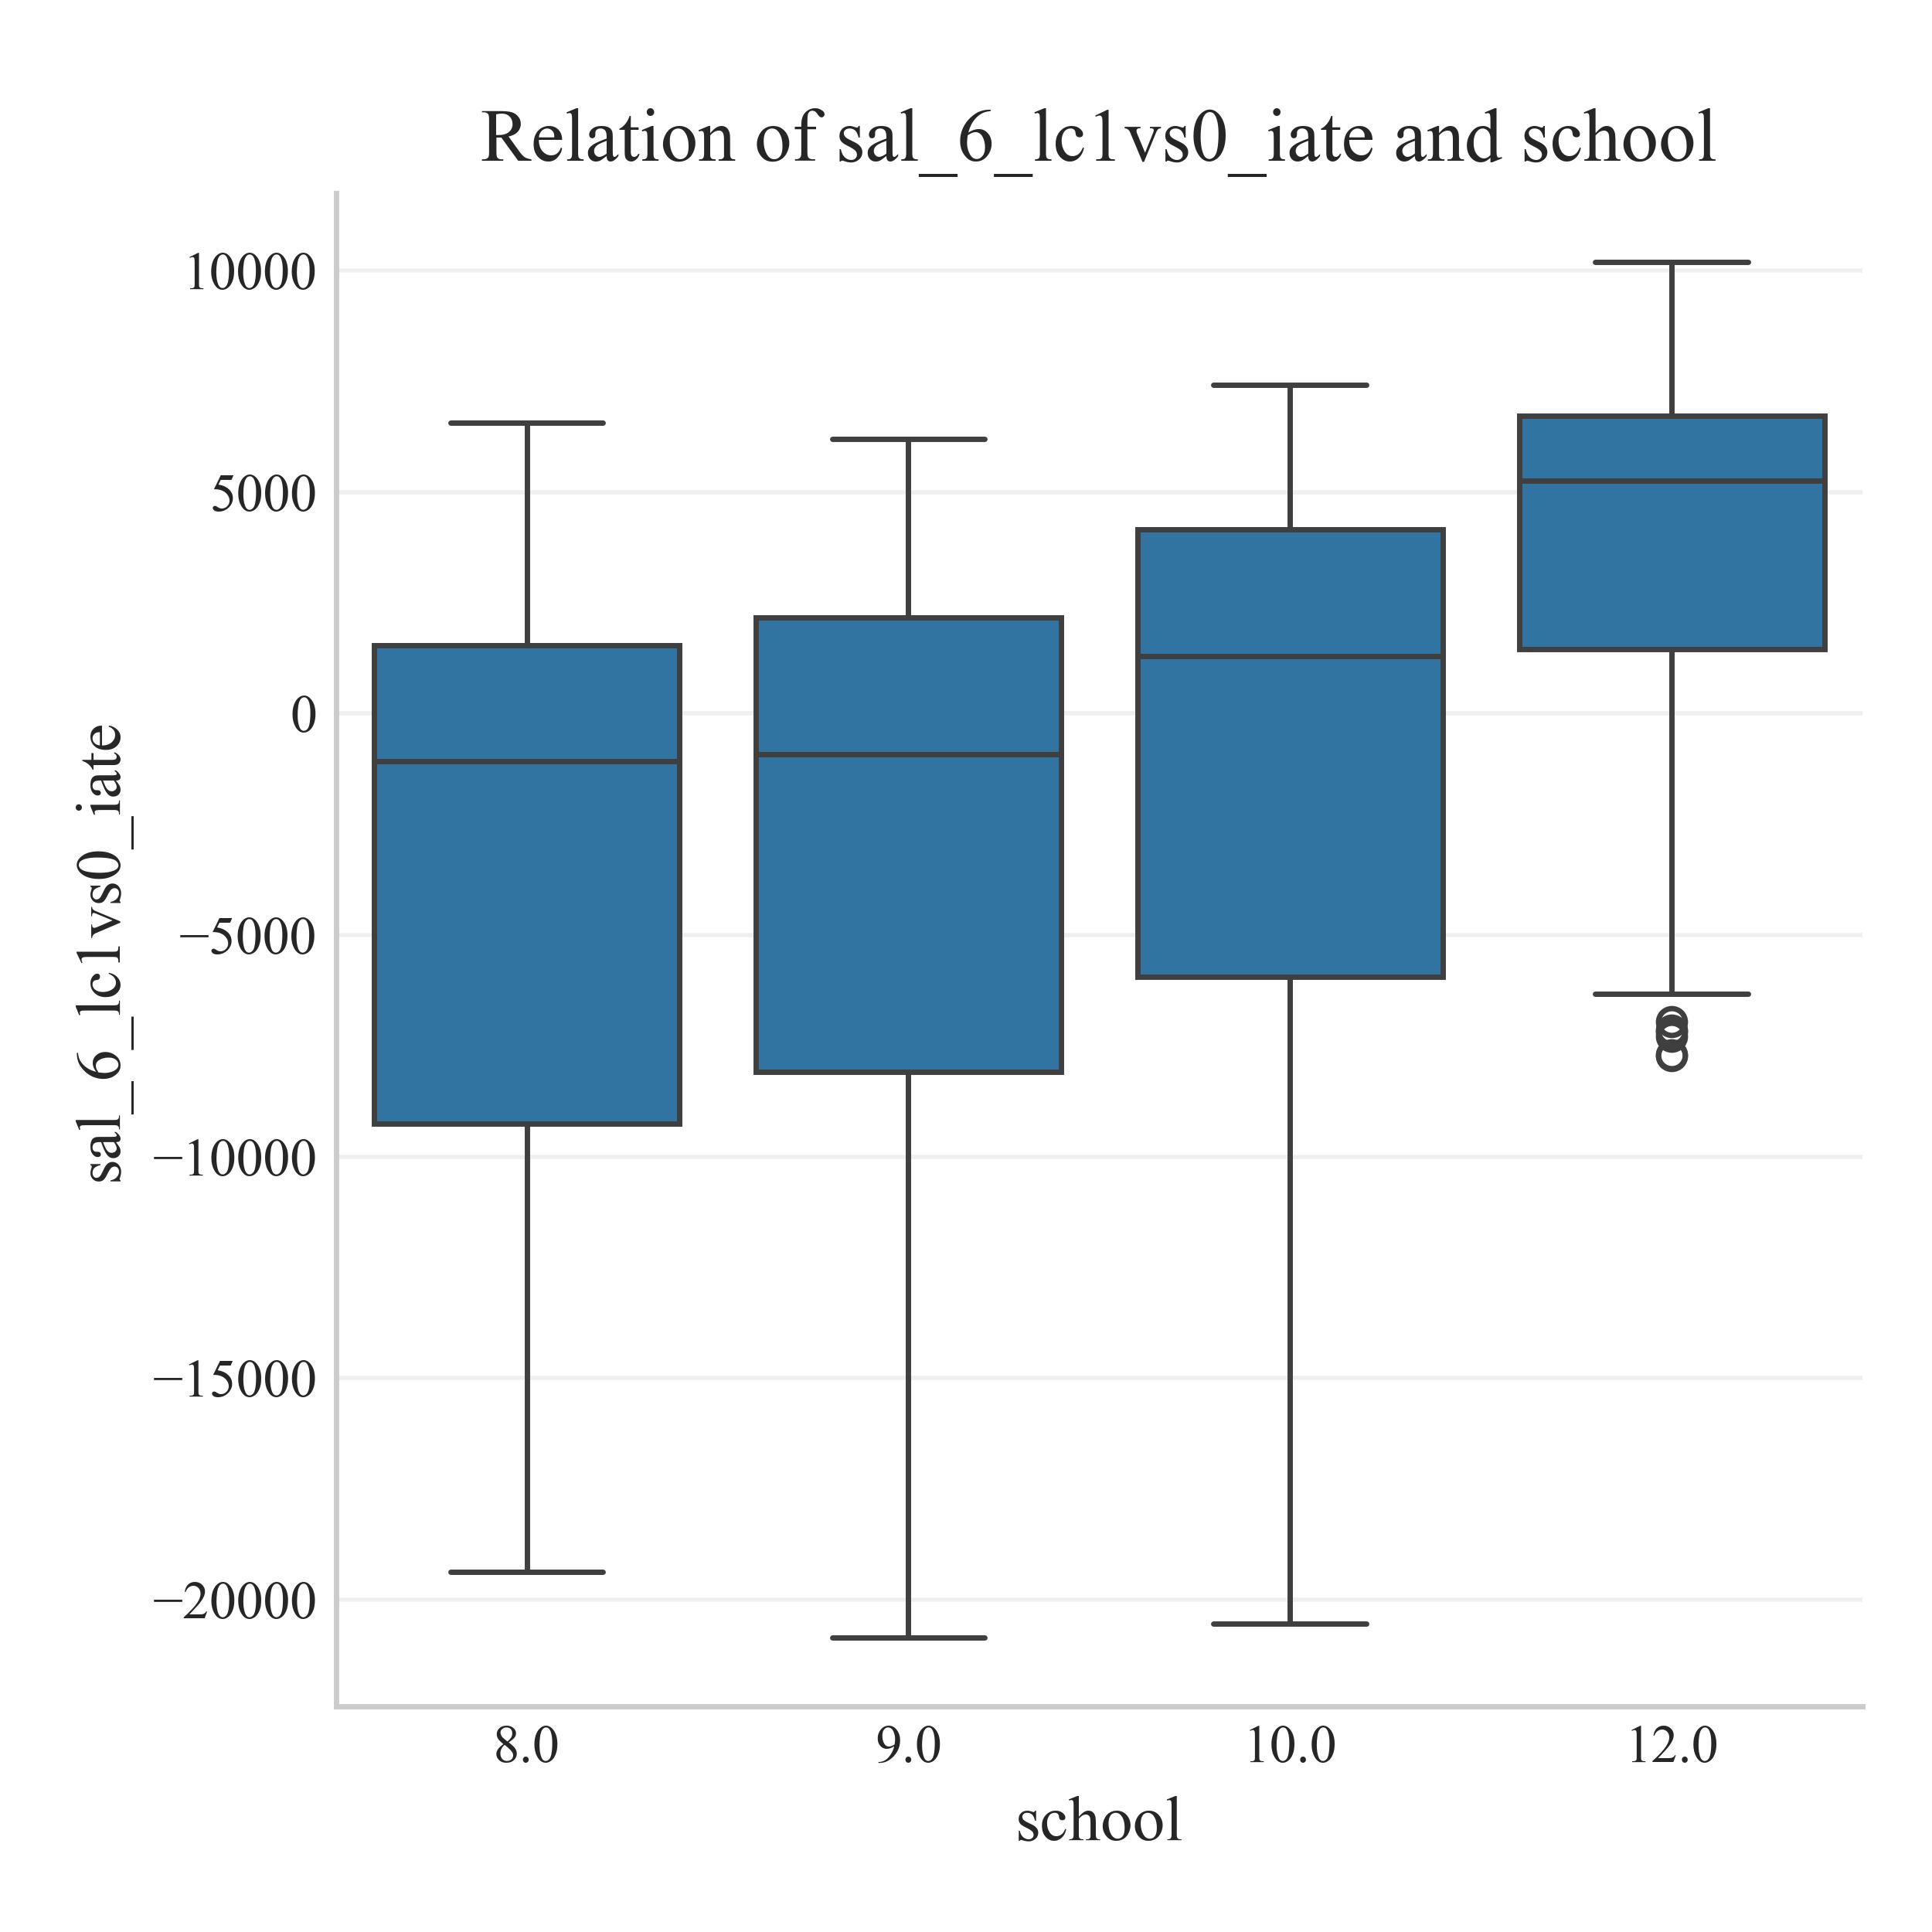 Relation of sal_6_lc1vs0_iate and school
10000
5000
0
−5000
−10000
−15000
−20000
sal_6_lc1vs0_iate
8.0 9.0 10.0 12.0
school